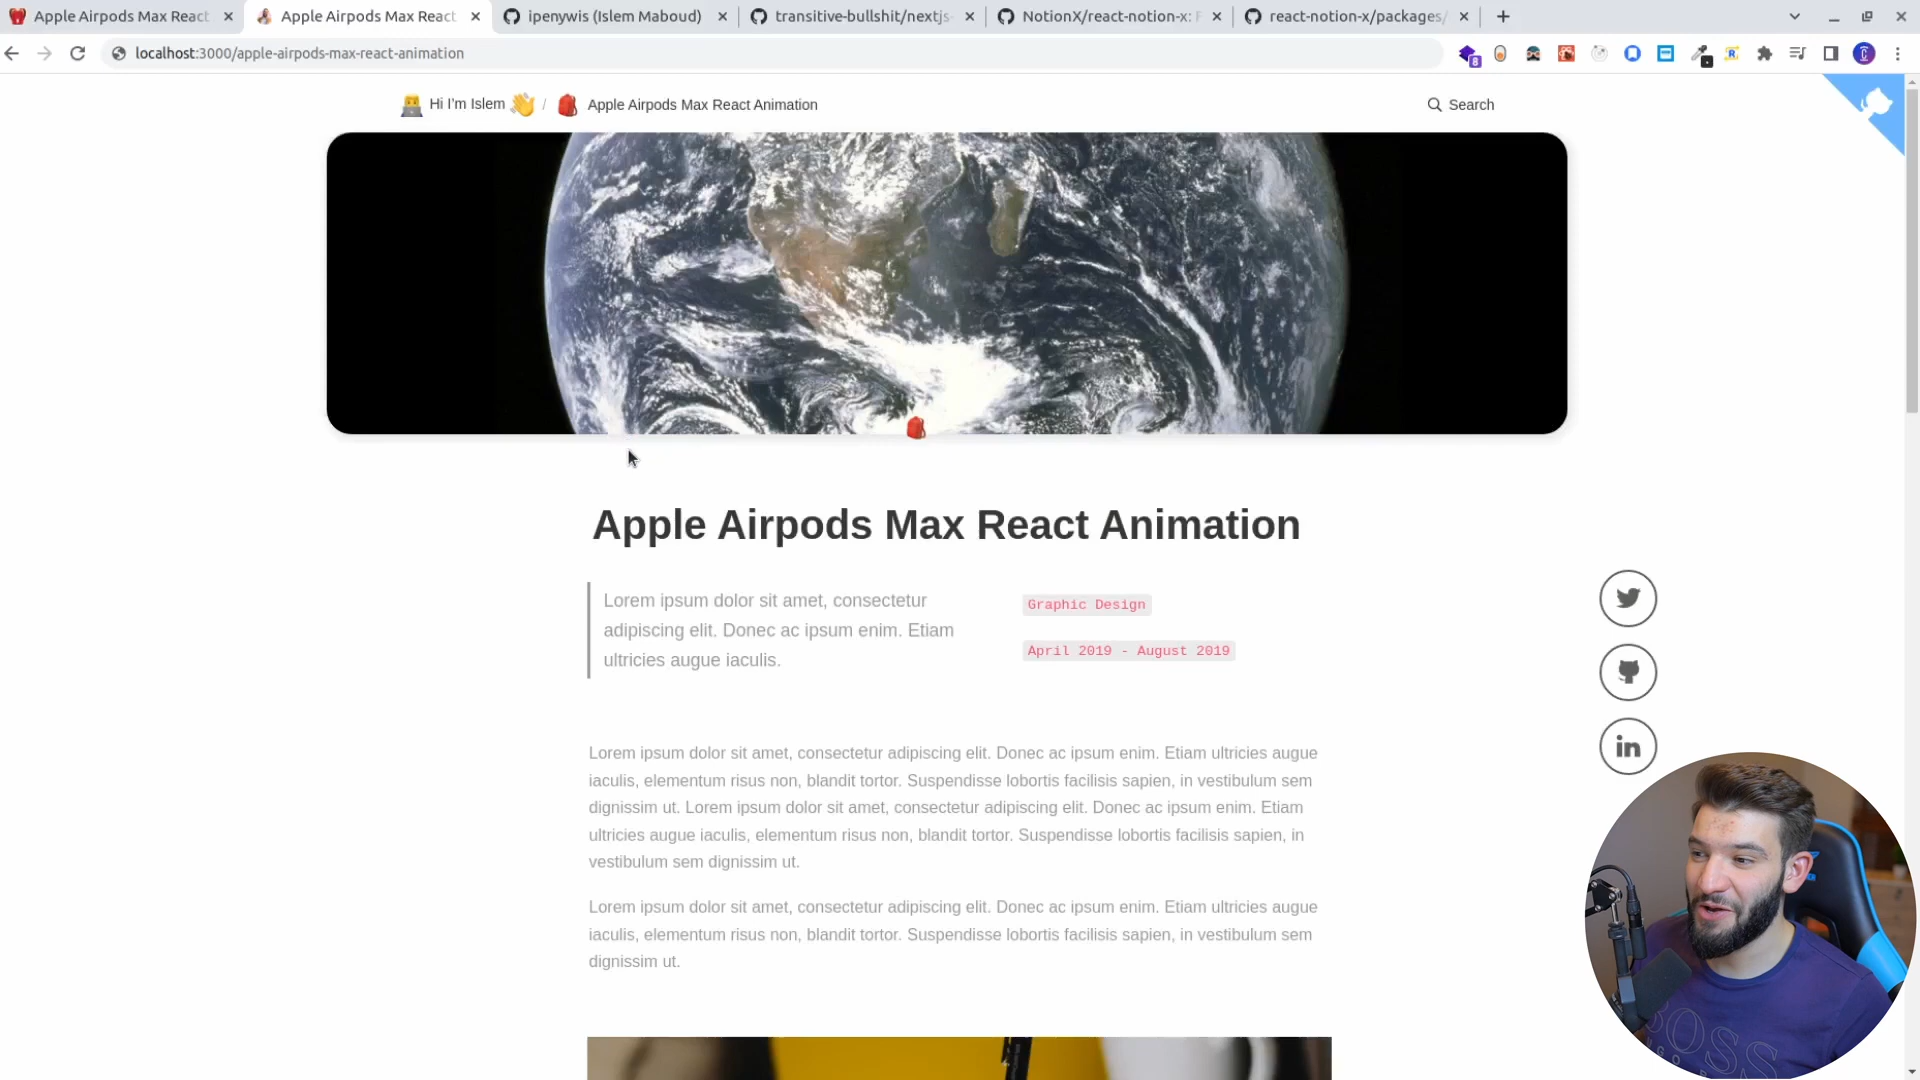 Apple Airpods Max React
Apple Airpods Max React
ipenywis (Islem Maboud)
transitive-bullshit/nextjs-
NotionX/react-notion-x:
react-notion-x/packages/
localhost:3000/apple-airpods-max-react-animation
8
Hi I'm Islem / Apple Airpods Max React Animation
Search
Apple Airpods Max React Animation
Lorem ipsum dolor sit amet, consectetur
adipiscing elit. Donec ac ipsum enim. Etiam
ultricies augue iaculis.
Graphic Design
April 2019 - August 2019
Lorem ipsum dolor sit amet, consectetur adipiscing elit. Donec ac ipsum enim. Etiam ultricies augue
iaculis, elementum risus non, blandit tortor. Suspendisse lobortis facilisis sapien, in vestibulum sem
dignissim ut. Lorem ipsum dolor sit amet, consectetur adipiscing elit. Donec ac ipsum enim. Etiam
ultricies augue iaculis, elementum risus non, blandit tortor. Suspendisse lobortis facilisis sapien, in
vestibulum sem dignissim ut.
Lorem ipsum dolor sit amet, consectetur adipiscing elit. Donec ac ipsum enim. Etiam ultricies augue
iaculis, elementum risus non, blandit tortor. Suspendisse lobortis facilisis sapien, in vestibulum sem
dignissim ut.
in
BOSS